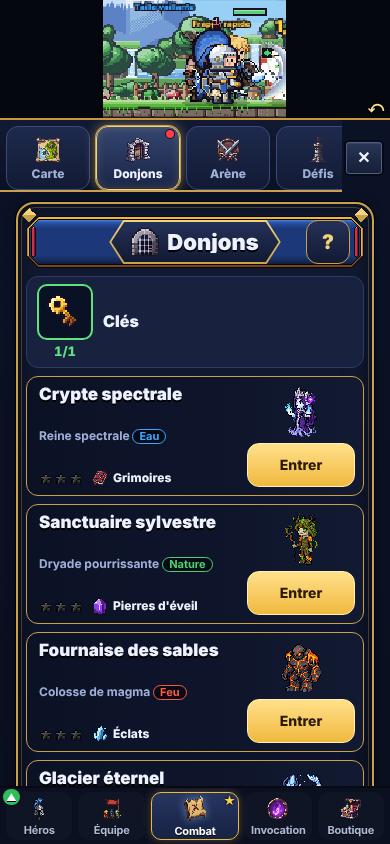 Carte
Donjons
Arène
Défis
Donjons
?
Clés
1/1
Crypte spectrale
Reine spectrale Eau
Entrer
Grimoires
Sanctuaire sylvestre
Dryade pourrissante Nature
Entrer
Pierres d'éveil
Fournaise des sables
Colosse de magma Feu
Entrer
Éclats
Glacier éternel
Héros
Équipe
Combat
Invocation
Boutique